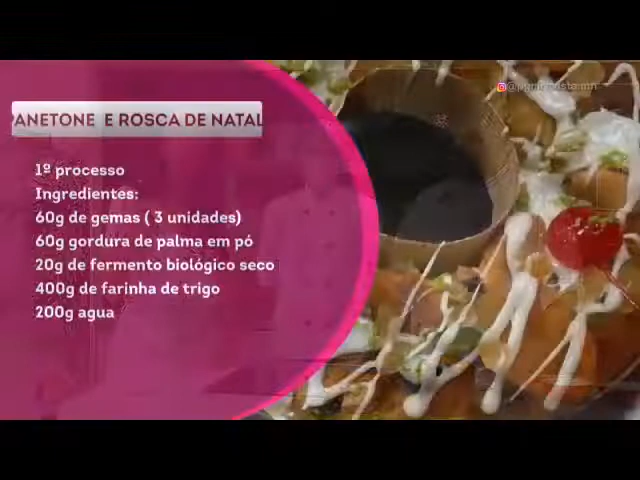 ANETONE E ROSCA DE NATAL
1º processo
Ingredientes:
60g de gemas ( 3 unidades)
60g gordura de palma em pó
20g de fermento biológico seco
400g de farinha de trigo
200g agua